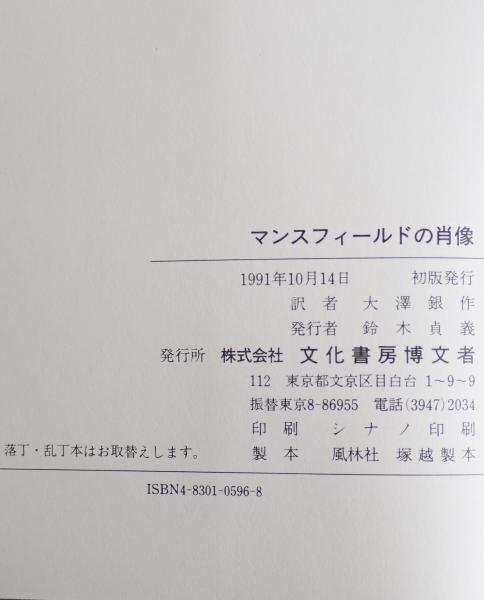 マンスフィールドの肖像
1991年10月14日 初版発行
訳者 大澤銀作
発行者 鈴木貞義
発行所 株式会社 文化書房博文者
112 東京都文京区目白台 1〜9〜9
振替東京8-86955 電話(3947)2034
印刷 シナノ印刷
落丁・乱丁本はお取替えします。 製本 風林社 塚越製本
ISBN4-8301-0596-8